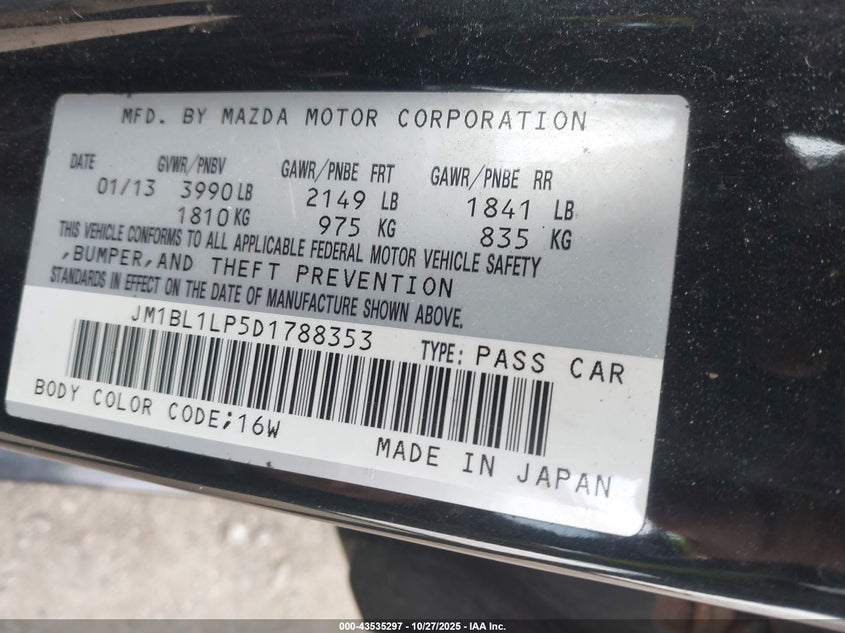 MFD. BY MAZDA MOTOR CORPORATION
DATE GVWR/PNBV GAWR/PNBE FRT GAWR/PNBE RR
01/13 3990 LB 2149 LB 1841 LB
1810 KG 975 KG 835 KG
THIS VEHICLE CONFORMS TO ALL APPLICABLE FEDERAL MOTOR VEHICLE SAFETY
,BUMPER,AND THEFT PREVENTION
STANDARDS IN EFFECT ON THE DATE OF MANUFACTURE SHOWN ABOVE.
JM1BL1LP5D1788353 TYPE: PASS CAR
BODY COLOR CODE;16W
MADE IN JAPAN
000-43535297 - 10/27/2025 - IAA Inc.